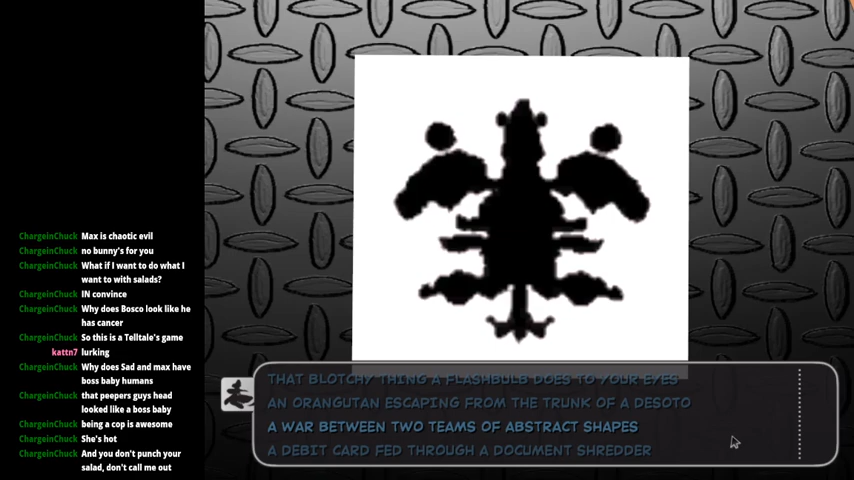 ChargeinChuck Max is chaotic evil
ChargeinChuck no bunny's for you
ChargeinChuck What if I want to do what I
want to with salads?
ChargeinChuck IN convince
ChargeinChuck Why does Bosco look like he
has cancer
ChargeinChuck So this is a Telltale's game
kattn7 lurking
ChargeinChuck Why does Sad and max have
boss baby humans
ChargeinChuck that peepers guys head
looked like a boss baby
ChargeinChuck being a cop is awesome
ChargeinChuck She's hot
ChargeinChuck And you don't punch your
salad, don't call me out
THAT BLOTCHY THING A FLASHBULB DOES TO YOUR EYES
AN ORANGUTAN ESCAPING FROM THE TRUNK OF A DESOTO
A WAR BETWEEN TWO TEAMS OF ABSTRACT SHAPES
A DEBIT CARD FED THROUGH A DOCUMENT SHREDDER